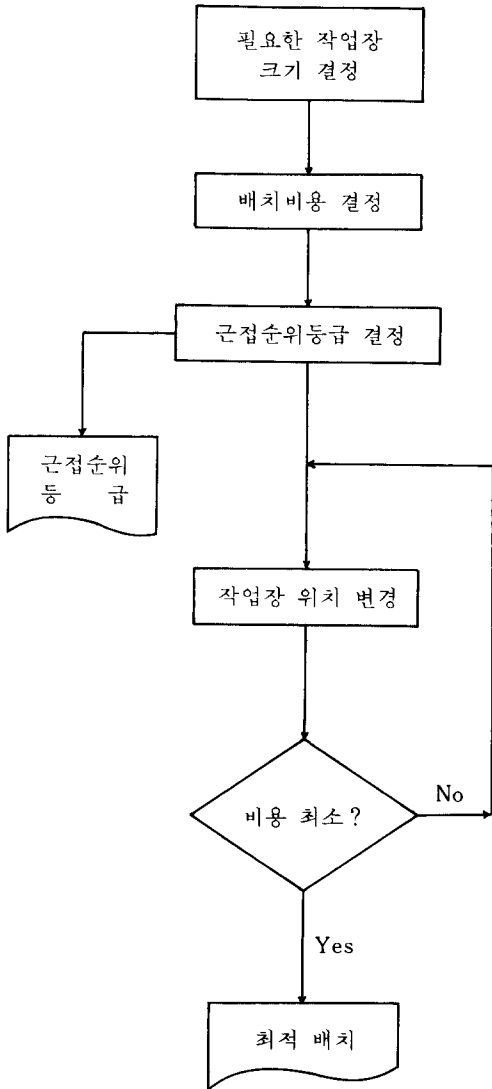 필요한 작업장
크기 결정
배치비용 결정
근접순위등급 결정
근접순위
등 급
작업장 위치 변경
비용 최소?
No
Yes
최적 배치